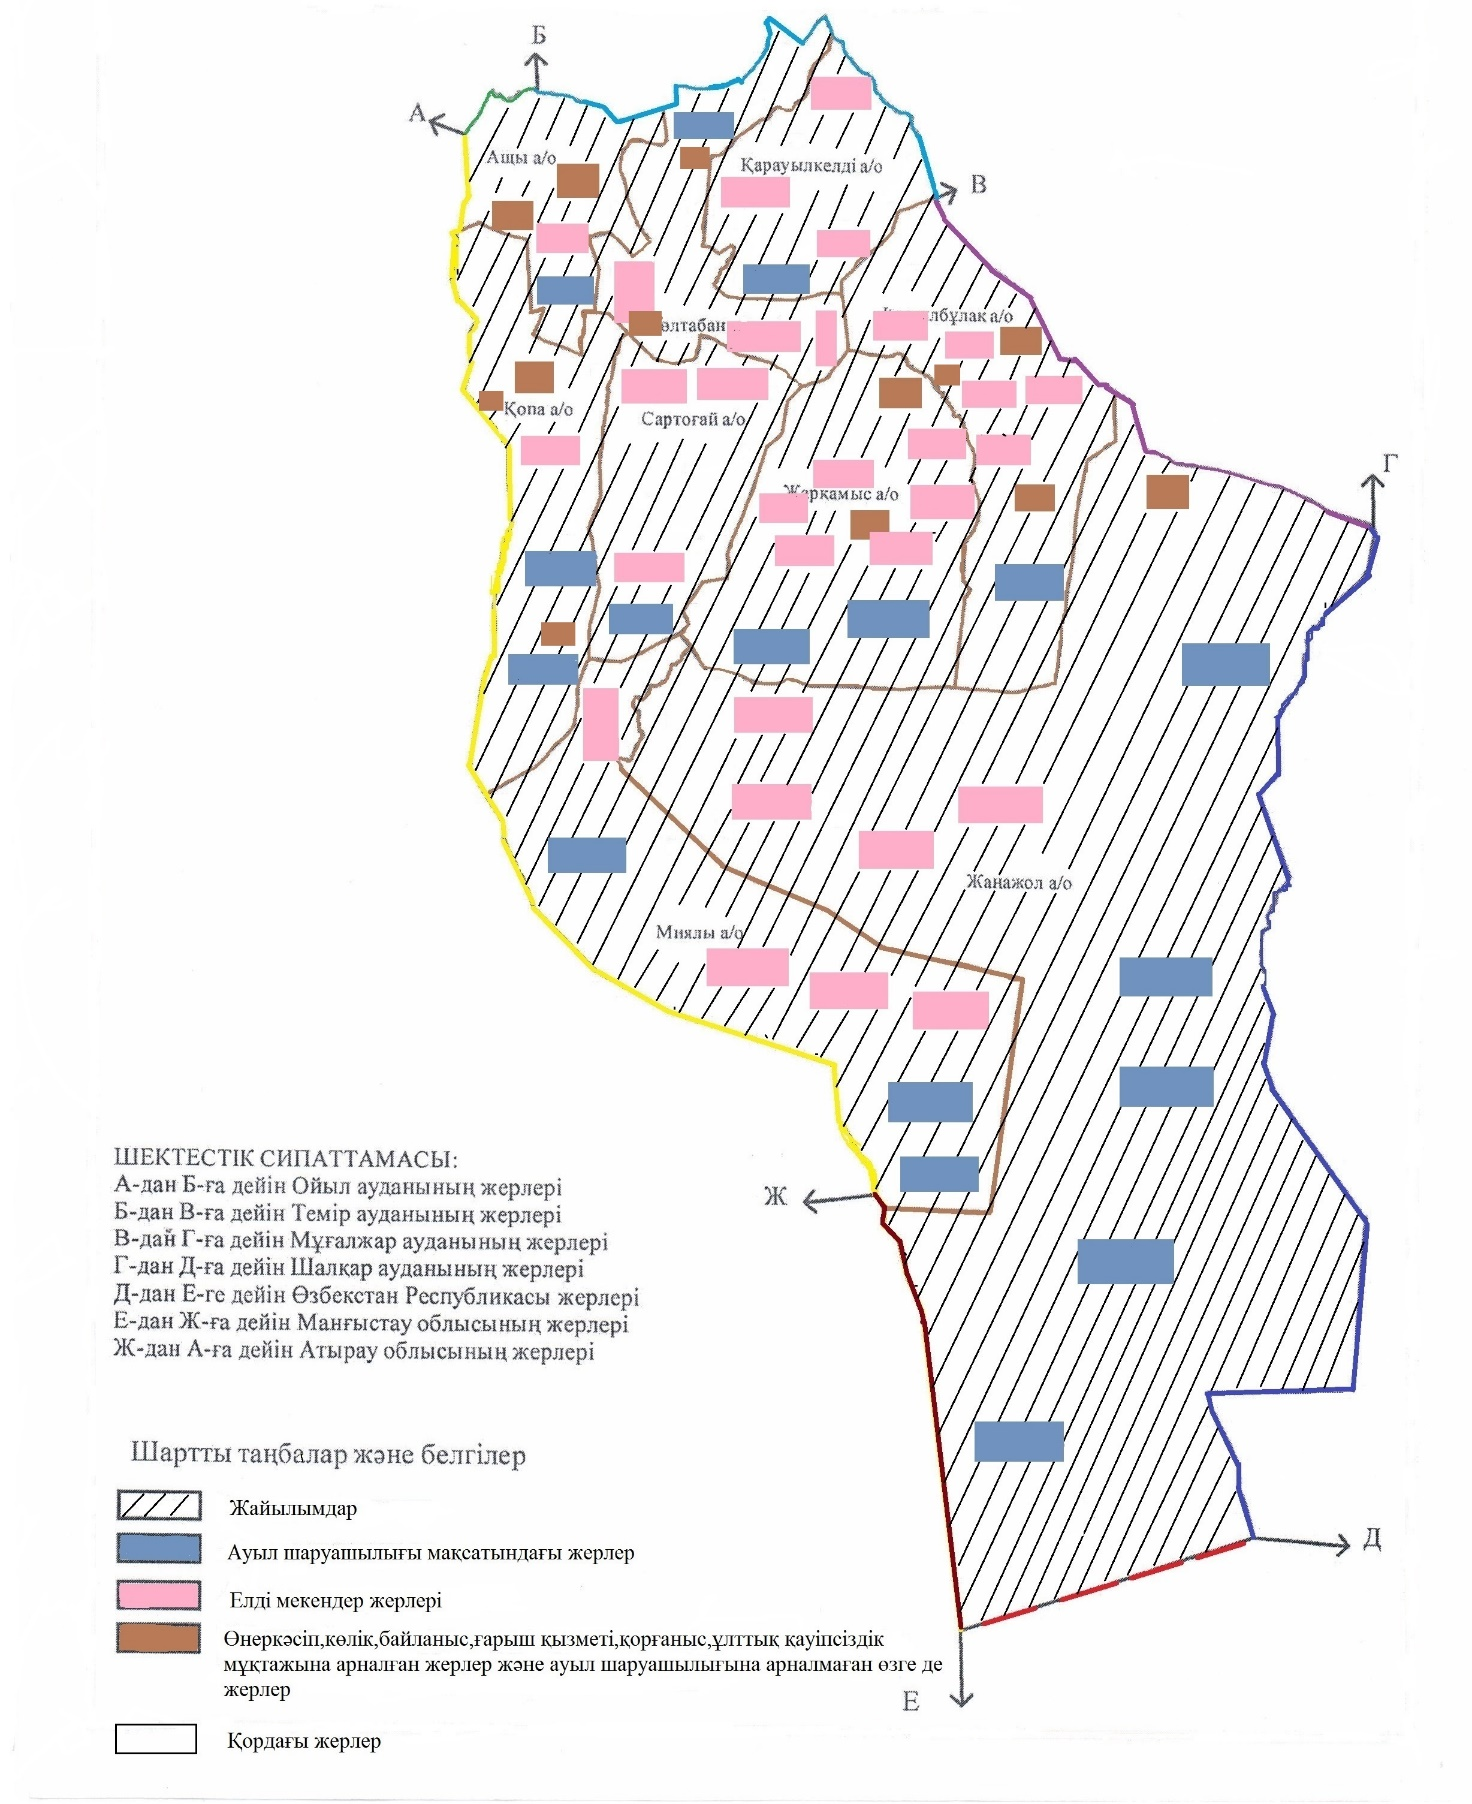 Б
А
Ащы а/о
Қарауылкелді а/о
В
лбұлақ а/о
өлтабан
Қопа а/о
Сартоғай а/о
Г
Жарқамыс а/о
Жаңажол а/о
Миялы а/о
ШЕКТЕСТІК СИПАТТАМАСЫ:
А-дан Б-ға дейін Ойыл ауданының жерлері
Ж
Б-дан В-ға дейін Темір ауданының жерлері
В-дан Г-ға дейін Мұғалжар ауданының жерлері
Г-дан Д-ға дейін Шалқар ауданының жерлері
Д-дан Е-ге дейін Өзбекстан Республикасы жерлері
Е-дан Ж-ға дейін Манғыстау облысының жерлері
Ж-дан А-ға дейін Атырау облысының жерлері
Шартты таңбалар және белгілер
Жайылымдар
Д
Ауыл шаруашылығы мақсатындағы жерлер
Елді мекендер жерлері
Өнеркәсіп,көлік,байланыс,ғарыш қызметі,қорғаныс,ұлттық қауіпсіздік
мұқтажына арналған жерлер және ауыл шаруашылығына арналмаған өзге де
жерлер
Е
Қордағы жерлер